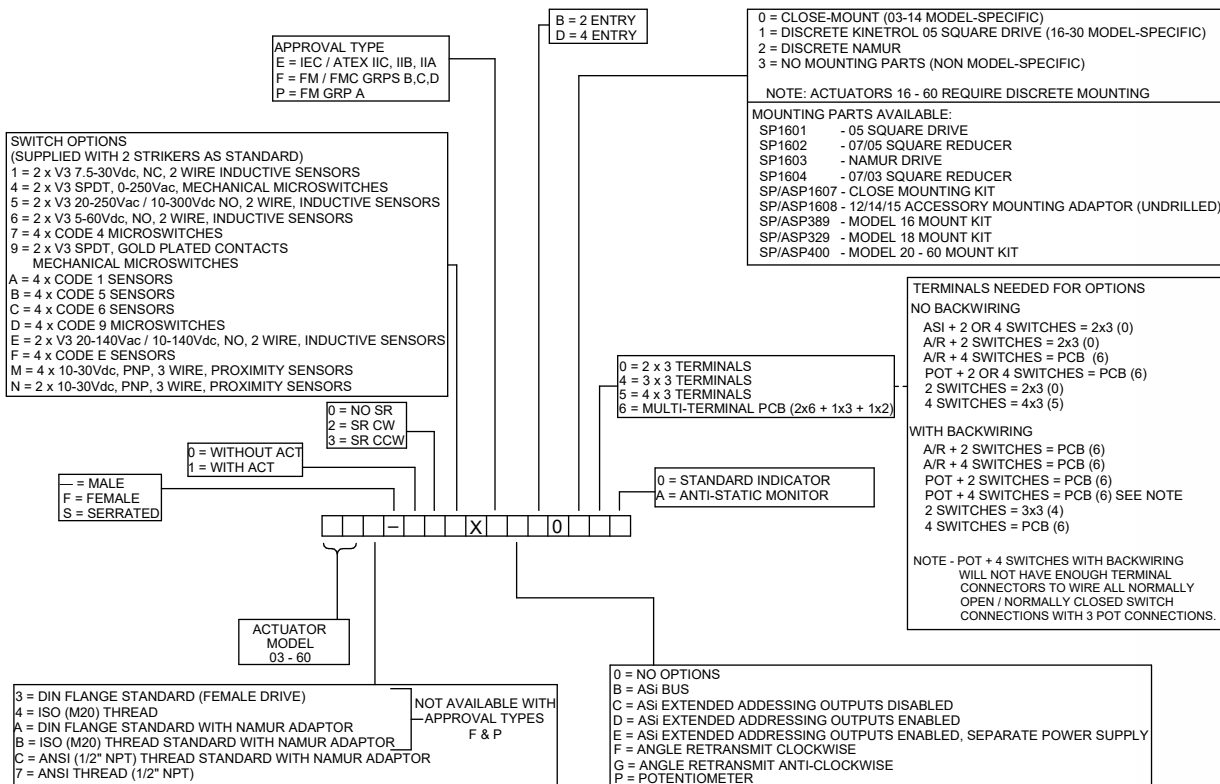 B = 2 ENTRY
D = 4 ENTRY
0 = CLOSE-MOUNT (03-14 MODEL-SPECIFIC)
1 = DISCRETE KINETROL 05 SQUARE DRIVE (16-30 MODEL-SPECIFIC)
2 = DISCRETE NAMUR
3 = NO MOUNTING PARTS (NON MODEL-SPECIFIC)
NOTE: ACTUATORS 16 - 60 REQUIRE DISCRETE MOUNTING
MOUNTING PARTS AVAILABLE:
SP1601 - 05 SQUARE DRIVE
SP1602 - 07/05 SQUARE REDUCER
SP1603 - NAMUR DRIVE
SP1604 - 07/03 SQUARE REDUCER
SP/ASP1607 - CLOSE MOUNTING KIT
SP/ASP1608 - 12/14/15 ACCESSORY MOUNTING ADAPTOR (UNDRILLED)
SP/ASP389 - MODEL 16 MOUNT KIT
SP/ASP329 - MODEL 18 MOUNT KIT
SP/ASP400 - MODEL 20 - 60 MOUNT KIT
APPROVAL TYPE
E = IEC / ATEX IIC, IIB, IIA
F = FM / FMC GRPS B,C,D
P = FM GRP A
SWITCH OPTIONS
(SUPPLIED WITH 2 STRIKERS AS STANDARD)
1 = 2 x V3 7.5-30Vdc, NC, 2 WIRE INDUCTIVE SENSORS
4 = 2 x V3 SPDT, 0-250Vac, MECHANICAL MICROSWITCHES
5 = 2 x V3 20-250Vac / 10-300Vdc NO, 2 WIRE, INDUCTIVE SENSORS
6 = 2 x V3 5-60Vdc, NO, 2 WIRE, INDUCTIVE SENSORS
7 = 4 x CODE 4 MICROSWITCHES
9 = 2 x V3 SPDT, GOLD PLATED CONTACTS
MECHANICAL MICROSWITCHES
A = 4 x CODE 1 SENSORS
B = 4 x CODE 5 SENSORS
C = 4 x CODE 6 SENSORS
D = 4 x CODE 9 MICROSWITCHES
E = 2 x V3 20-140Vac / 10-140Vdc, NO, 2 WIRE, INDUCTIVE SENSORS
F = 4 x CODE E SENSORS
M = 4 x 10-30Vdc, PNP, 3 WIRE, PROXIMITY SENSORS
N = 2 x 10-30Vdc, PNP, 3 WIRE, PROXIMITY SENSORS
TERMINALS NEEDED FOR OPTIONS
NO BACKWIRING
ASI + 2 OR 4 SWITCHES = 2x3 (0)
A/R + 2 SWITCHES = 2x3 (0)
A/R + 4 SWITCHES = PCB (6)
POT + 2 OR 4 SWITCHES = PCB (6)
2 SWITCHES = 2x3 (0)
4 SWITCHES = 4x3 (5)
WITH BACKWIRING
A/R + 2 SWITCHES = PCB (6)
A/R + 4 SWITCHES = PCB (6)
POT + 2 SWITCHES = PCB (6)
POT + 4 SWITCHES = PCB (6) SEE NOTE
2 SWITCHES = 3x3 (4)
4 SWITCHES = PCB (6)
NOTE - POT + 4 SWITCHES WITH BACKWIRING
WILL NOT HAVE ENOUGH TERMINAL
CONNECTORS TO WIRE ALL NORMALLY
OPEN / NORMALLY CLOSED SWITCH
CONNECTIONS WITH 3 POT CONNECTIONS.
0 = 2 x 3 TERMINALS
4 = 3 x 3 TERMINALS
5 = 4 x 3 TERMINALS
6 = MULTI-TERMINAL PCB (2x6 + 1x3 + 1x2)
0 = NO SR
2 = SR CW
3 = SR CCW
0 = WITHOUT ACT
1 = WITH ACT
— = MALE
F = FEMALE
S = SERRATED
0 = STANDARD INDICATOR
A = ANTI-STATIC MONITOR
– X 0
ACTUATOR
MODEL
03 - 60
3 = DIN FLANGE STANDARD (FEMALE DRIVE)
4 = ISO (M20) THREAD
A = DIN FLANGE STANDARD WITH NAMUR ADAPTOR
B = ISO (M20) THREAD STANDARD WITH NAMUR ADAPTOR
C = ANSI (1/2" NPT) THREAD STANDARD WITH NAMUR ADAPTOR
7 = ANSI THREAD (1/2" NPT)
NOT AVAILABLE WITH
APPROVAL TYPES
F & P
0 = NO OPTIONS
B = ASi BUS
C = ASi EXTENDED ADDESSING OUTPUTS DISABLED
D = ASi EXTENDED ADDRESSING OUTPUTS ENABLED
E = ASi EXTENDED ADDRESSING OUTPUTS ENABLED, SEPARATE POWER SUPPLY
F = ANGLE RETRANSMIT CLOCKWISE
G = ANGLE RETRANSMIT ANTI-CLOCKWISE
P = POTENTIOMETER